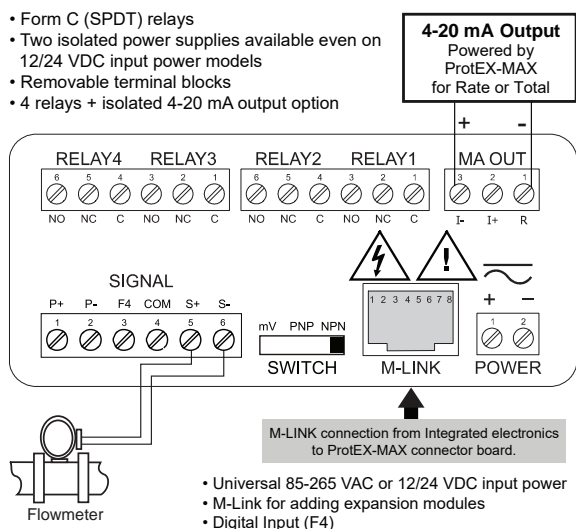 • Form C (SPDT) relays
• Two isolated power supplies available even on
12/24 VDC input power models
• Removable terminal blocks
• 4 relays + isolated 4-20 mA output option
4-20 mA Output
Powered by
ProtEX-MAX
for Rate or Total
+ -
RELAY4 RELAY3 RELAY2 RELAY1 MA OUT
6 5 4 3 2 1 6 5 4 3 2 1 3 2 1
NO NC C NO NC C NO NC C NO NC C I- I+ R
SIGNAL
P+ P- F4 COM S+ S-
1 2 3 4 5 6
mV PNP NPN
SWITCH
1 2 3 4 5 6 7 8
M-LINK
+ −
1 2
POWER
M-LINK connection from Integrated electronics
to ProtEX-MAX connector board.
Flowmeter
• Universal 85-265 VAC or 12/24 VDC input power
• M-Link for adding expansion modules
• Digital Input (F4)